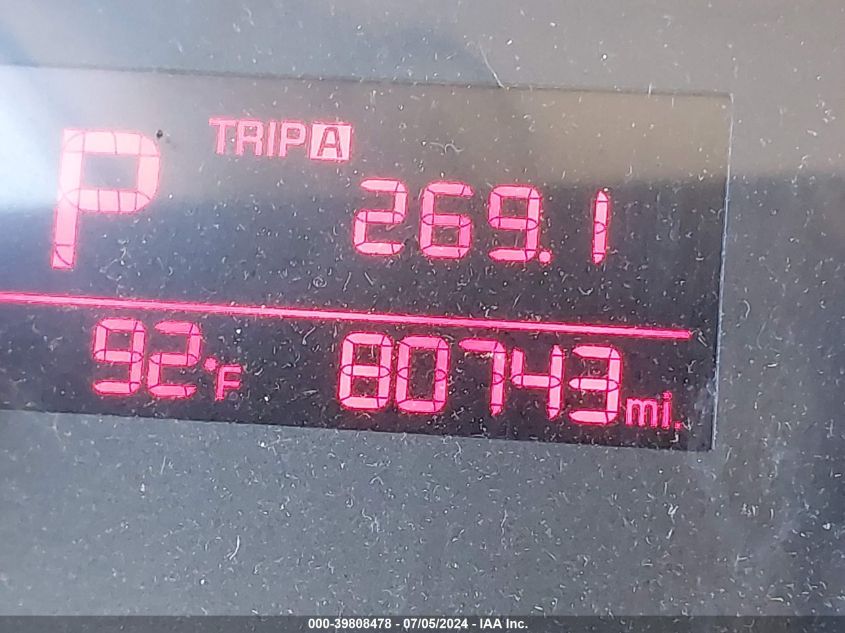 P TRIP A
269.1
92°F 80743 mi.
000-39808478 - 07/05/2024 - IAA Inc.